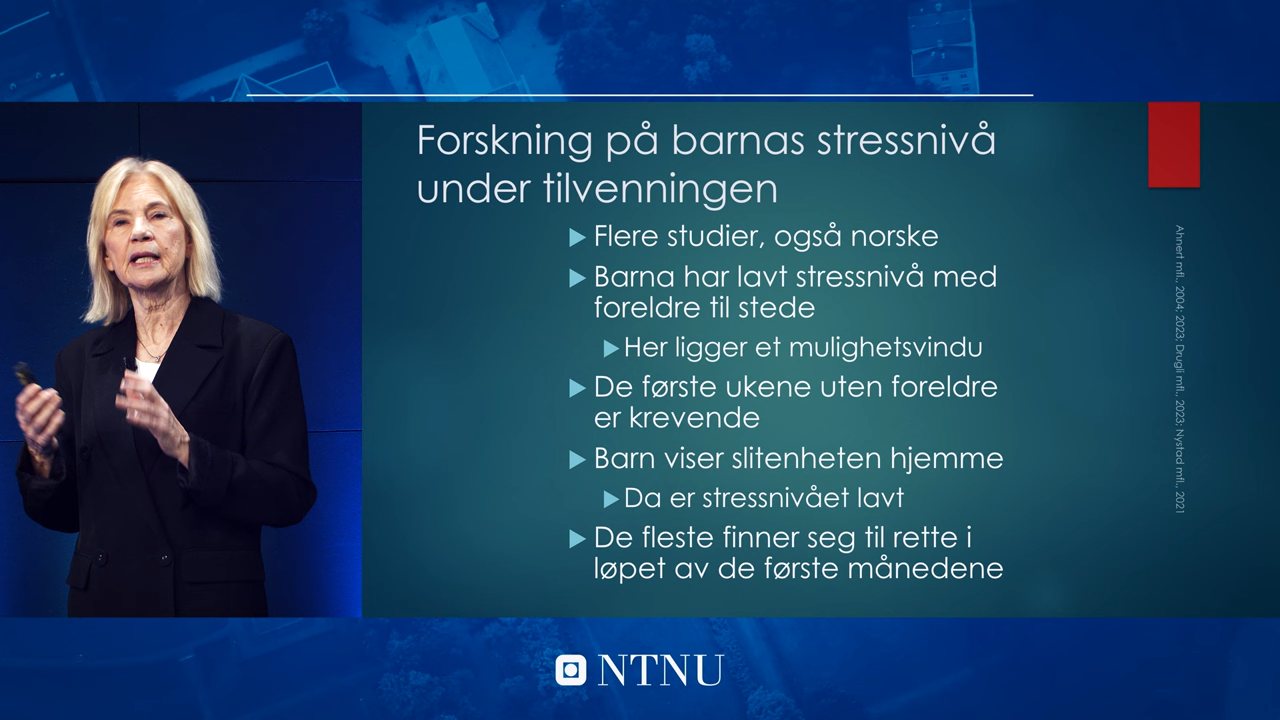 Forskning på barnas stressnivå
under tilvenningen
▶ Flere studier, også norske
▶ Barna har lavt stressnivå med
foreldre til stede
▶ Her ligger et mulighetsvindu
▶ De første ukene uten foreldre
er krevende
▶ Barn viser slitenheten hjemme
▶ Da er stressnivået lavt
▶ De fleste finner seg til rette i
løpet av de første månedene
Ahnert mfl., 2004; 2023; Drugli mfl., 2023; Nystad mfl., 2021
NTNU